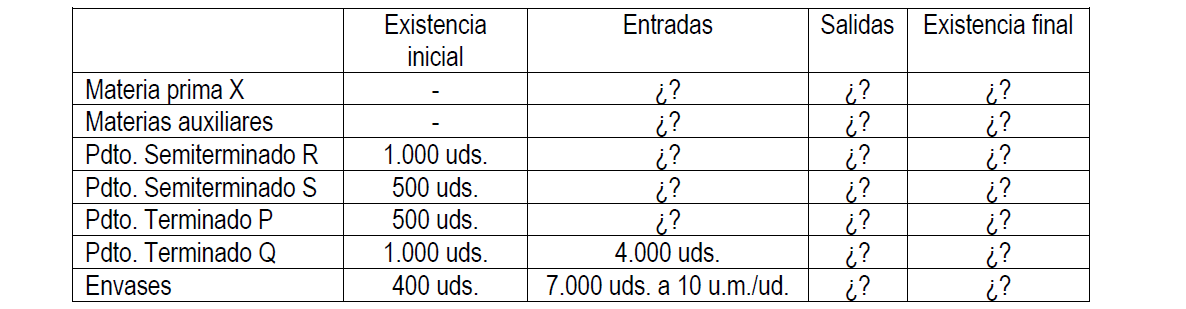 Existencia inicial Entradas Salidas Existencia final
Materia prima X - ¿? ¿? ¿?
Materias auxiliares - ¿? ¿? ¿?
Pdto. Semiterminado R 1.000 uds. ¿? ¿? ¿?
Pdto. Semiterminado S 500 uds. ¿? ¿? ¿?
Pdto. Terminado P 500 uds. ¿? ¿? ¿?
Pdto. Terminado Q 1.000 uds. 4.000 uds. ¿? ¿?
Envases 400 uds. 7.000 uds. a 10 u.m./ud. ¿? ¿?